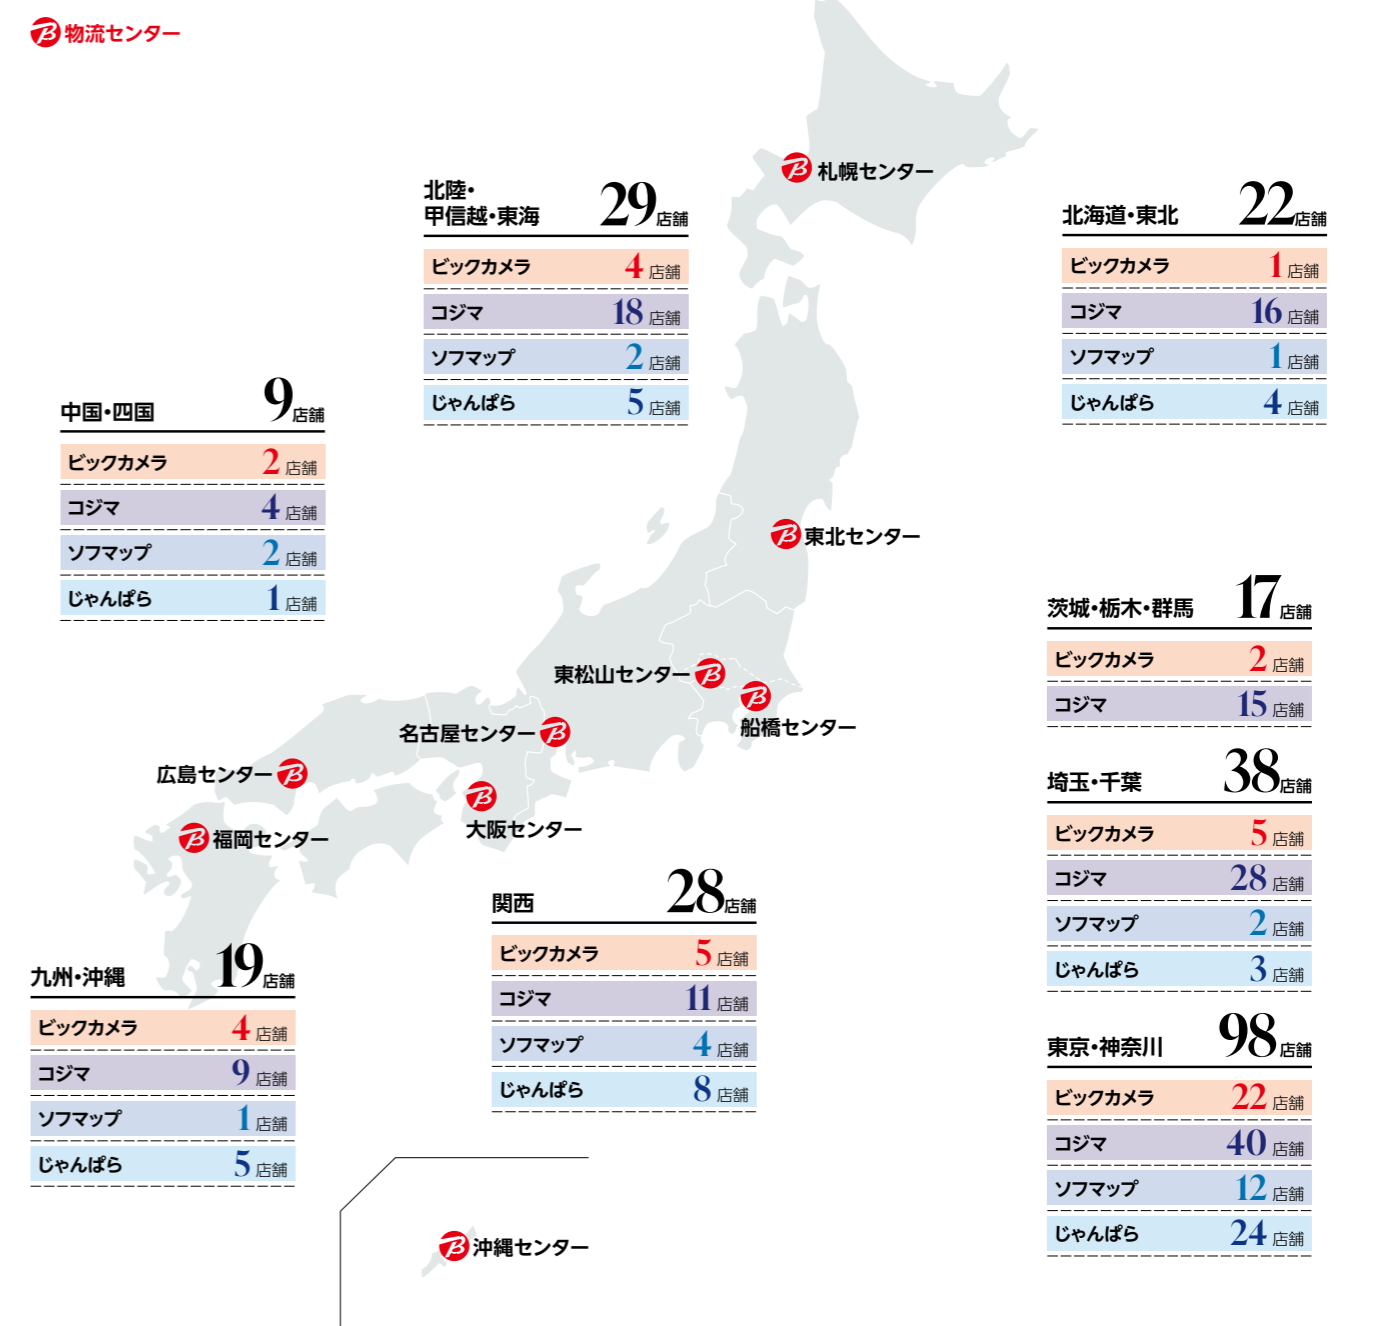 物流センター
札幌センター
北陸・
甲信越・東海 29店舗
ビックカメラ 4店舗
コジマ 18店舗
ソフマップ 2店舗
じゃんぱら 5店舗
北海道・東北 22店舗
ビックカメラ 1店舗
コジマ 16店舗
ソフマップ 1店舗
じゃんぱら 4店舗
中国・四国 9店舗
ビックカメラ 2店舗
コジマ 4店舗
ソフマップ 2店舗
じゃんぱら 1店舗
東北センター
東松山センター
船橋センター
名古屋センター
広島センター
大阪センター
福岡センター
茨城・栃木・群馬 17店舗
ビックカメラ 2店舗
コジマ 15店舗
埼玉・千葉 38店舗
ビックカメラ 5店舗
コジマ 28店舗
ソフマップ 2店舗
じゃんぱら 3店舗
関西 28店舗
ビックカメラ 5店舗
コジマ 11店舗
ソフマップ 4店舗
じゃんぱら 8店舗
九州・沖縄 19店舗
ビックカメラ 4店舗
コジマ 9店舗
ソフマップ 1店舗
じゃんぱら 5店舗
東京・神奈川 98店舗
ビックカメラ 22店舗
コジマ 40店舗
ソフマップ 12店舗
じゃんぱら 24店舗
沖縄センター